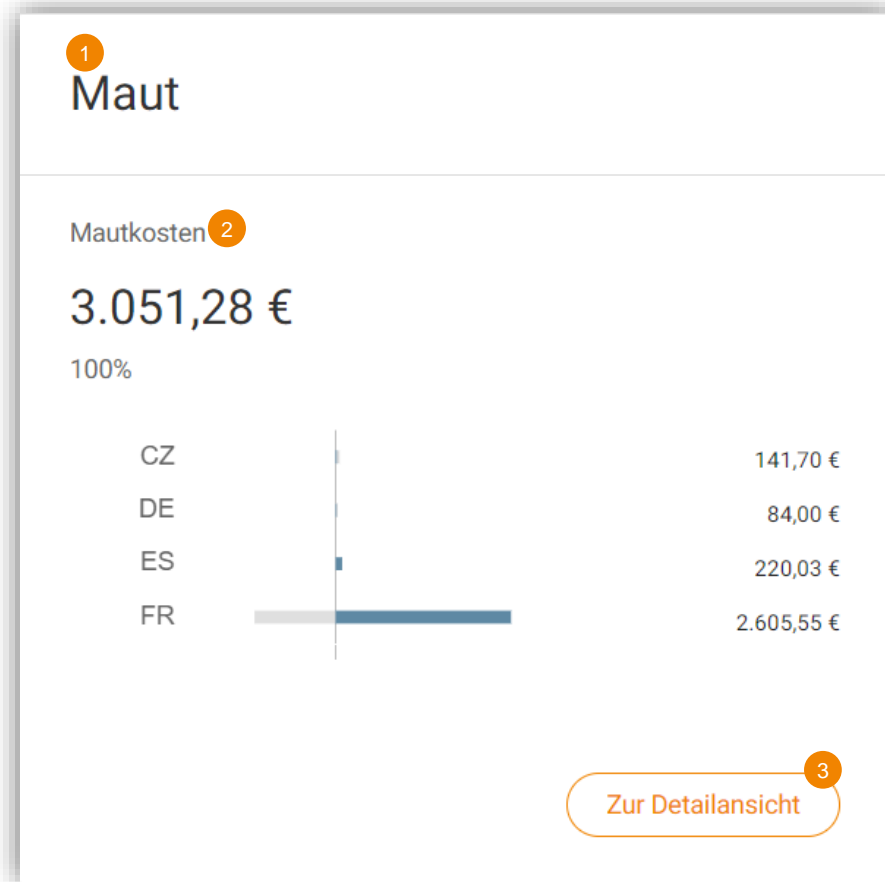 1
Maut
Mautkosten 2
3.051,28 €
100%
CZ 141,70 €
DE 84,00 €
ES 220,03 €
FR 2.605,55 €
3
Zur Detailansicht